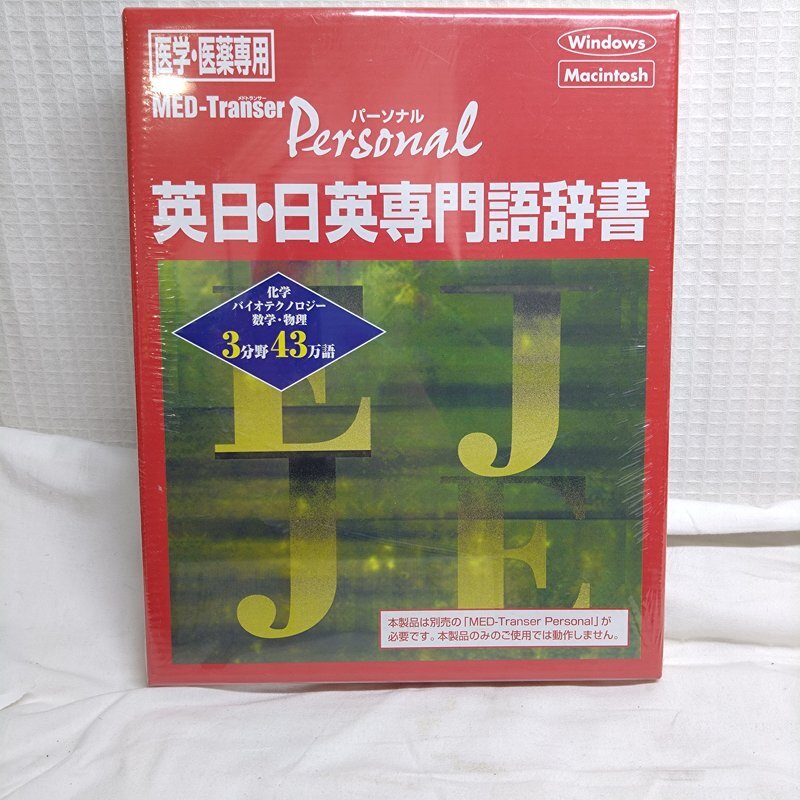 医学・医薬専用
Windows
Macintosh
メドトランサー
MED-Transer
パーソナル
Personal
英日・日英専門語辞書
化学
バイオテクノロジー
数学・物理
3分野43万語
E J
J E
本製品は別売の「MED-Transer Personal」が
必要です。本製品のみのご使用では動作しません。